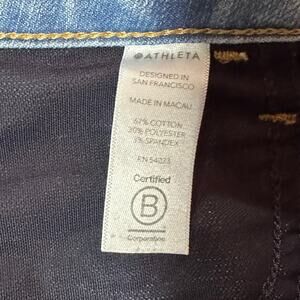 ATHLETA
DESIGNED IN
SAN FRANCISCO
MADE IN MACAU
67% COTTON
30% POLYESTER
3% SPANDEX
RN 54023
Certified
B
Corporation